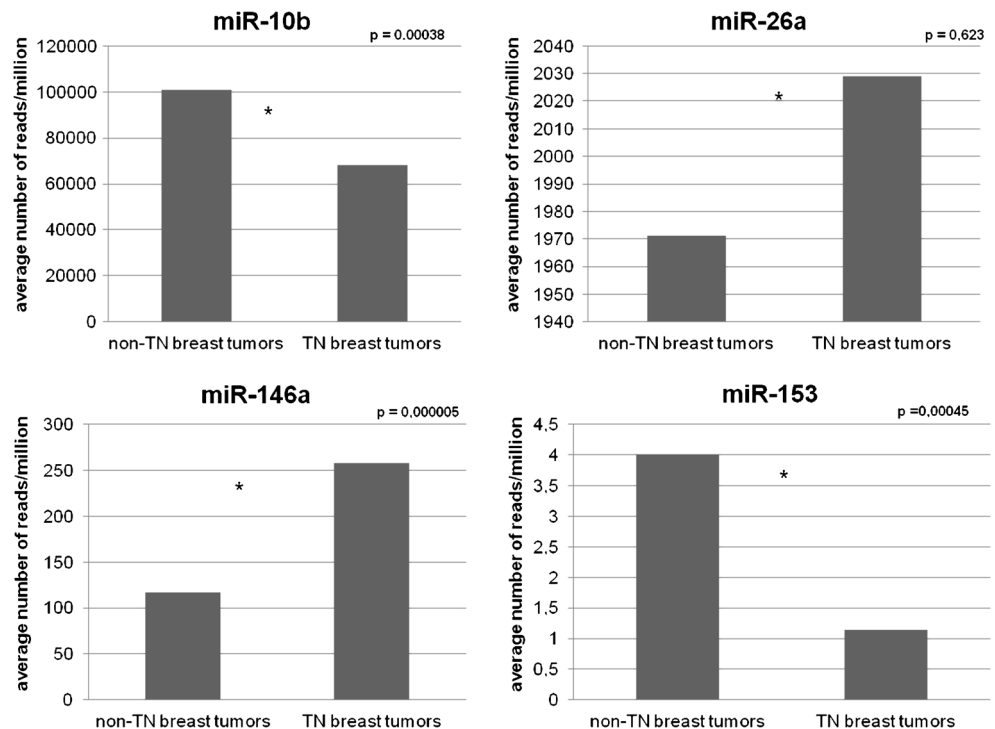 miR-10b
p = 0.00038
average number of reads/million
120000
100000
80000
60000
40000
20000
0
*
non-TN breast tumors
TN breast tumors
miR-26a
p = 0,623
average number of reads/million
2040
2030
2020
2010
2000
1990
1980
1970
1960
1950
1940
*
non-TN breast tumors
TN breast tumors
miR-146a
p = 0,000005
average number of reads/million
300
250
200
150
100
50
0
*
non-TN breast tumors
TN breast tumors
miR-153
p =0,00045
average number of reads/million
4,5
4
3,5
3
2,5
2
1,5
1
0,5
0
*
non-TN breast tumors
TN breast tumors